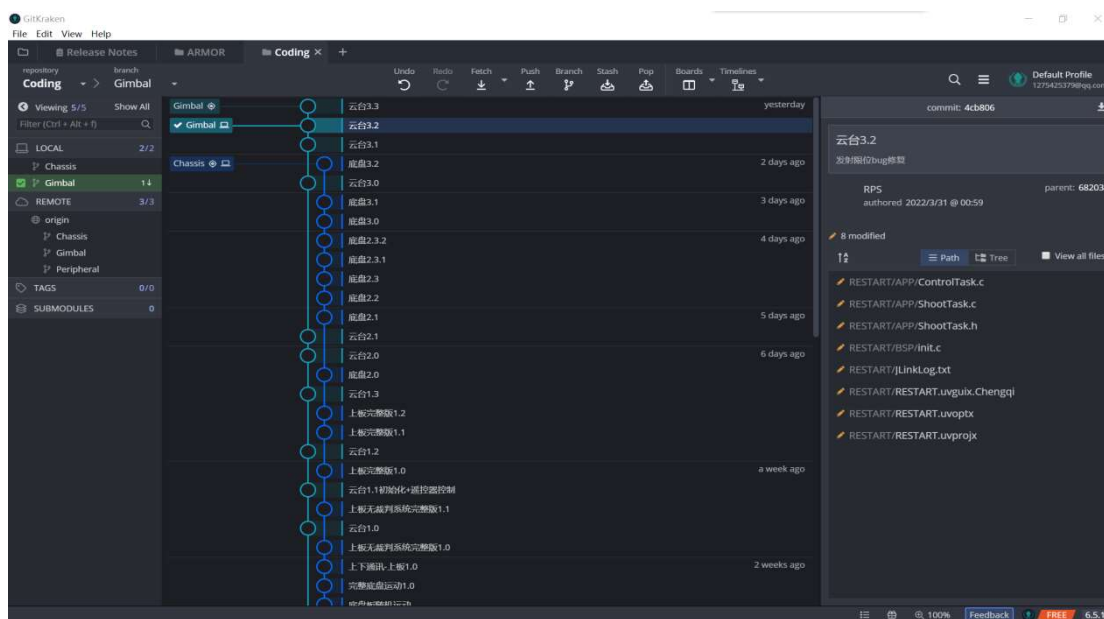 GitKraken
File Edit View Help
Release Notes
ARMOR
Coding ×
+
repository
Coding
branch
Gimbal
Undo
Redo
Fetch
Push
Branch
Stash
Pop
Boards
Timelines
Default Profile
1275425379@qq.com
Viewing 5/5 Show All
Filter (Ctrl + Alt + f)
LOCAL 2/2
Chassis
Gimbal 1↓
REMOTE 3/3
origin
Chassis
Gimbal
Peripheral
TAGS 0/0
SUBMODULES 0
Gimbal 云台3.3 yesterday
✓ Gimbal 云台3.2
云台3.1
Chassis 底盘3.2 2 days ago
云台3.0
底盘3.1 3 days ago
底盘3.0
底盘2.3.2 4 days ago
底盘2.3.1
底盘2.3
底盘2.2
底盘2.1 5 days ago
云台2.1
云台2.0 6 days ago
底盘2.0
云台1.3
上板完整版1.2
上板完整版1.1
云台1.2
上板完整版1.0 a week ago
云台1.1初始化+遥控器控制
上板无裁判系统完整版1.1
云台1.0
上板无裁判系统完整版1.0
上下通讯-上板1.0 2 weeks ago
完整底盘运动1.0
commit: 4cb806
云台3.2
发射限位bug修复
RPS
authored 2022/3/31 @ 00:59
parent: 68203
8 modified
Path
Tree
View all files
RESTART/APP/ControlTask.c
RESTART/APP/ShootTask.c
RESTART/APP/ShootTask.h
RESTART/BSP/init.c
RESTART/JLinkLog.txt
RESTART/RESTART.uvguix.Chengqi
RESTART/RESTART.uvoptx
RESTART/RESTART.uvprojx
100%
Feedback
FREE
6.5.1